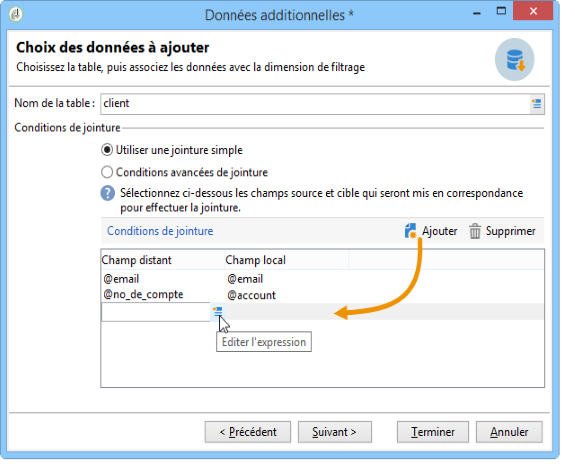 Données additionnelles *
Choix des données à ajouter
Choisissez la table, puis associez les données avec la dimension de filtrage
Nom de la table : client
Conditions de jointure
Utiliser une jointure simple
Conditions avancées de jointure
? Sélectionnez ci-dessous les champs source et cible qui seront mis en correspondance
pour effectuer la jointure.
Conditions de jointure Ajouter Supprimer
Champ distant Champ local
@email @email
@no_de_compte @account
Editer l'expression
< Précédent Suivant > Terminer Annuler